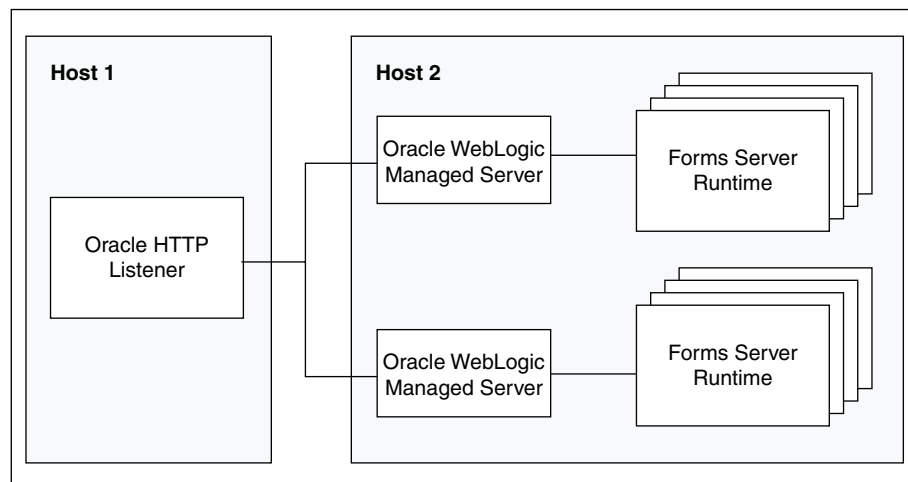 Host 1
Oracle HTTP
Listener
Host 2
Oracle WebLogic
Managed Server
Forms Server
Runtime
Oracle WebLogic
Managed Server
Forms Server
Runtime